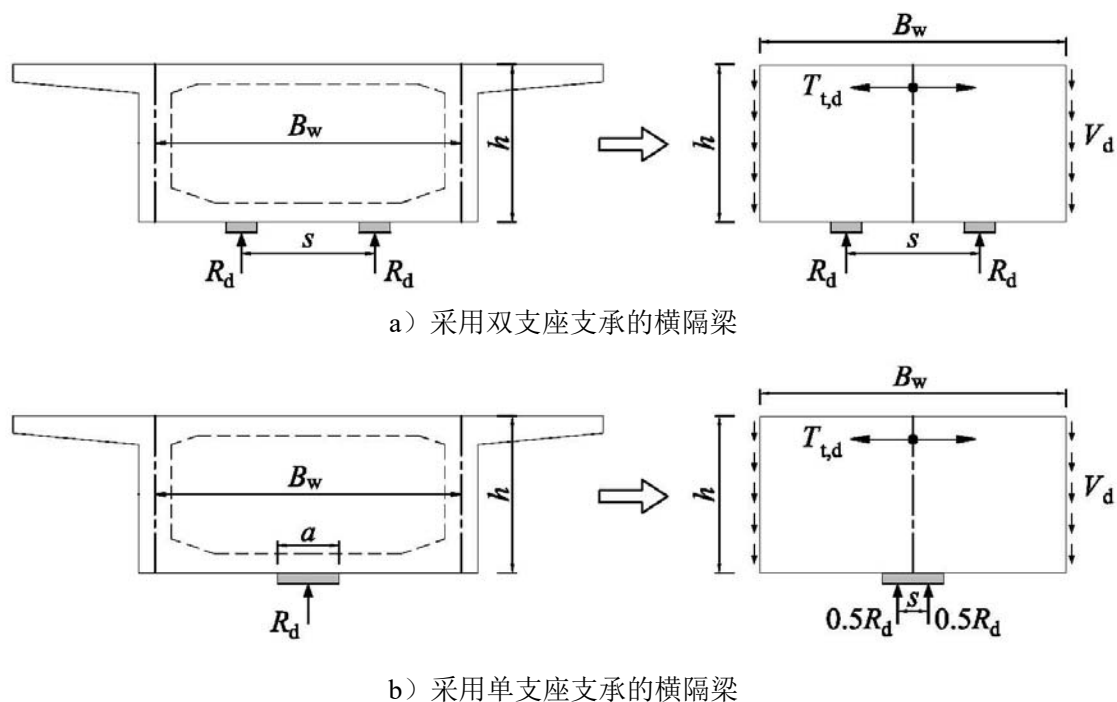 B_w
B_w
T_t,d
h
h
V_d
s
s
R_d R_d
R_d R_d
a）采用双支座支承的横隔梁
B_w
B_w
T_t,d
h
h
V_d
a
s
R_d
0.5R_d 0.5R_d
b）采用单支座支承的横隔梁